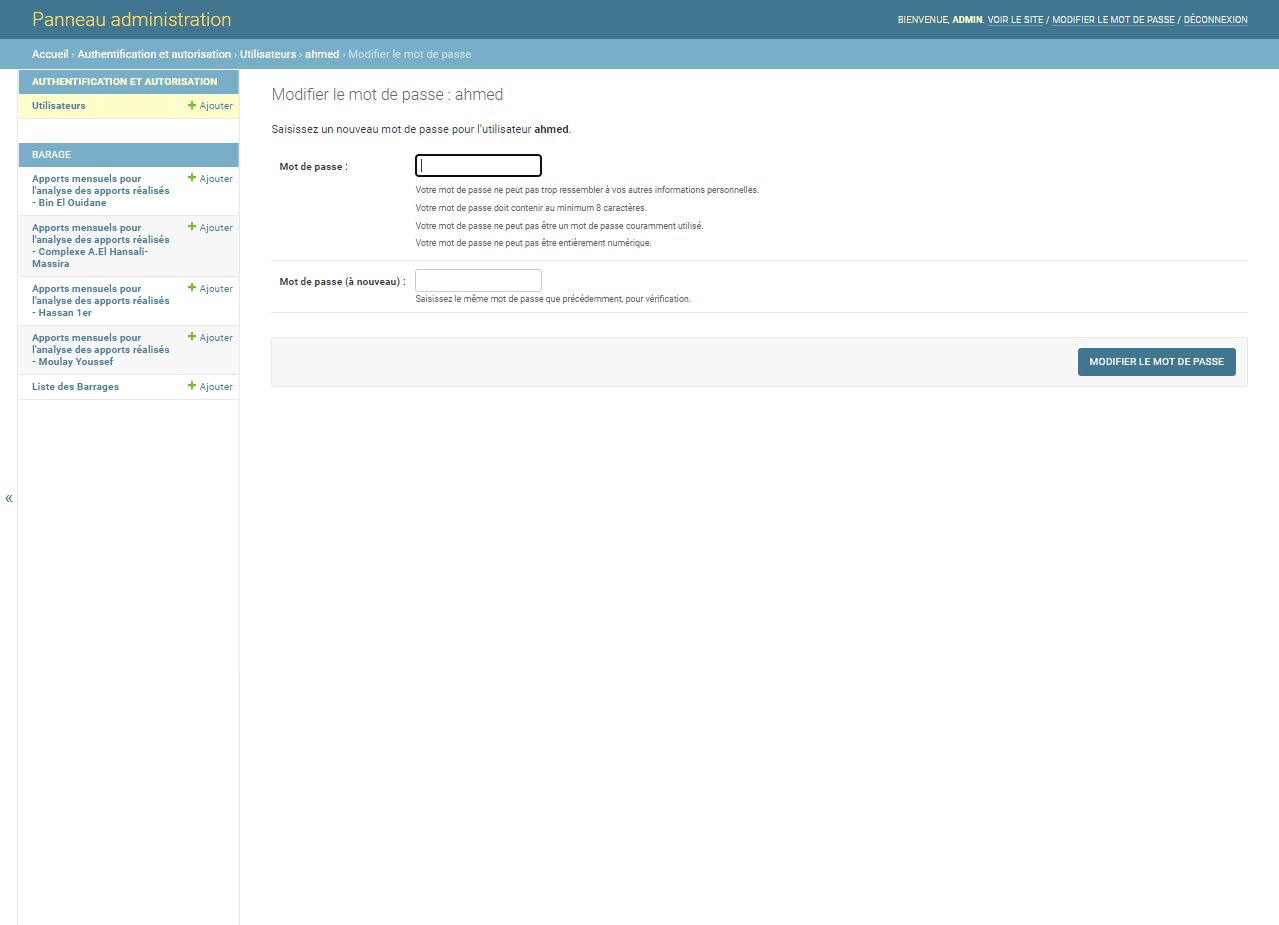 Panneau administration
BIENVENUE, ADMIN. VOIR LE SITE / MODIFIER LE MOT DE PASSE / DÉCONNEXION
Accueil › Authentification et autorisation › Utilisateurs › ahmed › Modifier le mot de passe
AUTHENTIFICATION ET AUTORISATION
Utilisateurs + Ajouter
BARAGE
Apports mensuels pour + Ajouter
l'analyse des apports réalisés
- Bin El Ouidane
Apports mensuels pour + Ajouter
l'analyse des apports réalisés
- Complexe A.El Hansali-
Massira
Apports mensuels pour + Ajouter
l'analyse des apports réalisés
- Hassan 1er
Apports mensuels pour + Ajouter
l'analyse des apports réalisés
- Moulay Youssef
Liste des Barrages + Ajouter
«
Modifier le mot de passe : ahmed
Saisissez un nouveau mot de passe pour l'utilisateur ahmed.
Mot de passe :
Votre mot de passe ne peut pas trop ressembler à vos autres informations personnelles.
Votre mot de passe doit contenir au minimum 8 caractères.
Votre mot de passe ne peut pas être un mot de passe couramment utilisé.
Votre mot de passe ne peut pas être entièrement numérique.
Mot de passe (à nouveau) :
Saisissez le même mot de passe que précédemment, pour vérification.
MODIFIER LE MOT DE PASSE